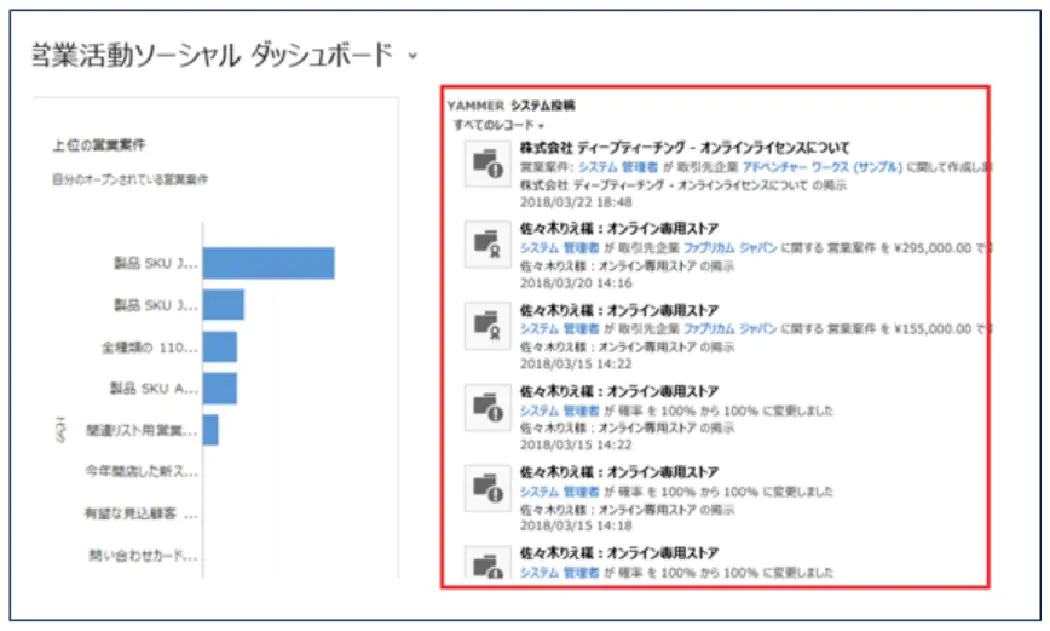 営業活動ソーシャル ダッシュボード
上位の営業案件
自分のオープンされている営業案件
製品 SKU J...
製品 SKU J...
全種類の 110...
製品 SKU A...
関連リスト用営業...
今年開店した新ス...
有望な見込顧客 ...
問い合わせカード...
YAMMER システム投稿
すべてのレコード
株式会社 ディープティーチング - オンラインライセンスについて
営業案件: システム 管理者 が 取引先企業 アドベンチャー ワークス (サンプル) に関して作成し
株式会社 ディープティーチング - オンラインライセンスについて の掲示
2018/03/22 18:48
佐々木りえ様：オンライン専用ストア
システム 管理者 が 取引先企業 ファブリカム ジャパン に関する 営業案件 を ¥295,000.00 で
佐々木りえ様：オンライン専用ストア の掲示
2018/03/20 14:16
佐々木りえ様：オンライン専用ストア
システム 管理者 が 取引先企業 ファブリカム ジャパン に関する 営業案件 を ¥155,000.00 で
佐々木りえ様：オンライン専用ストア の掲示
2018/03/15 14:22
佐々木りえ様：オンライン専用ストア
システム 管理者 が 確率 を 100% から 100% に変更しました
佐々木りえ様：オンライン専用ストア の掲示
2018/03/15 14:22
佐々木りえ様：オンライン専用ストア
システム 管理者 が 確率 を 100% から 100% に変更しました
佐々木りえ様：オンライン専用ストア の掲示
2018/03/15 14:18
佐々木りえ様：オンライン専用ストア
システム 管理者 が 確率 を 100% から 100% に変更しました